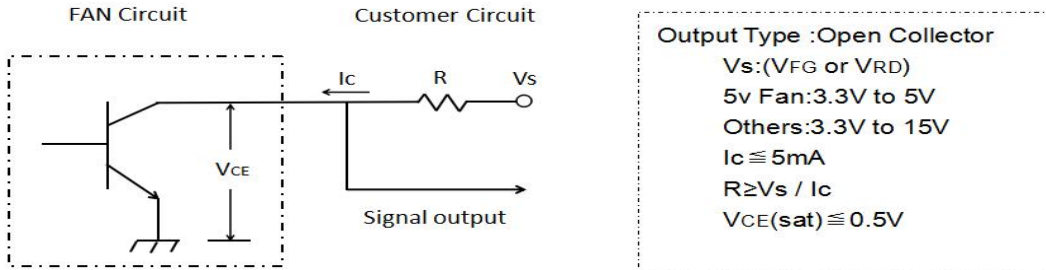 FAN Circuit
Customer Circuit
Ic
R
Vs
VCE
Signal output
Output Type :Open Collector
Vs:(VFG or VRD)
5v Fan:3.3V to 5V
Others:3.3V to 15V
Ic≦5mA
R≥Vs / Ic
VCE(sat)≦0.5V